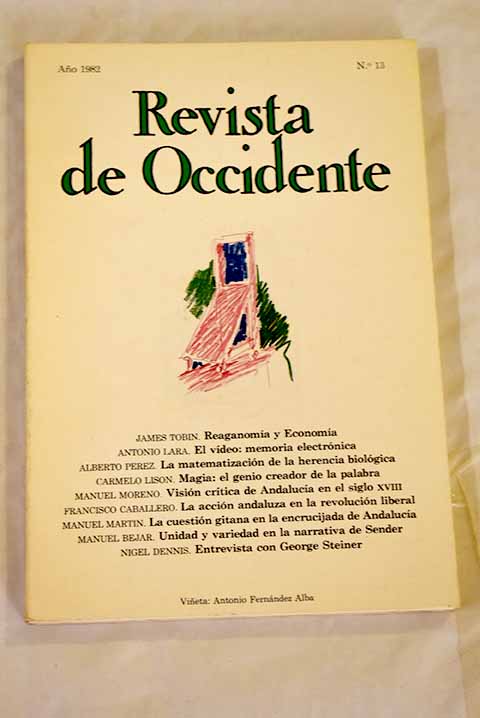 Año 1982
N.º 13
Revista
de Occidente
JAMES TOBIN. Reaganomía y Economía
ANTONIO LARA. El vídeo: memoria electrónica
ALBERTO PEREZ. La matematización de la herencia biológica
CARMELO LISON. Magia: el genio creador de la palabra
MANUEL MORENO. Visión crítica de Andalucía en el siglo XVIII
FRANCISCO CABALLERO. La acción andaluza en la revolución liberal
MANUEL MARTIN. La cuestión gitana en la encrucijada de Andalucía
MANUEL BEJAR. Unidad y variedad en la narrativa de Sender
NIGEL DENNIS. Entrevista con George Steiner
Viñeta: Antonio Fernández Alba